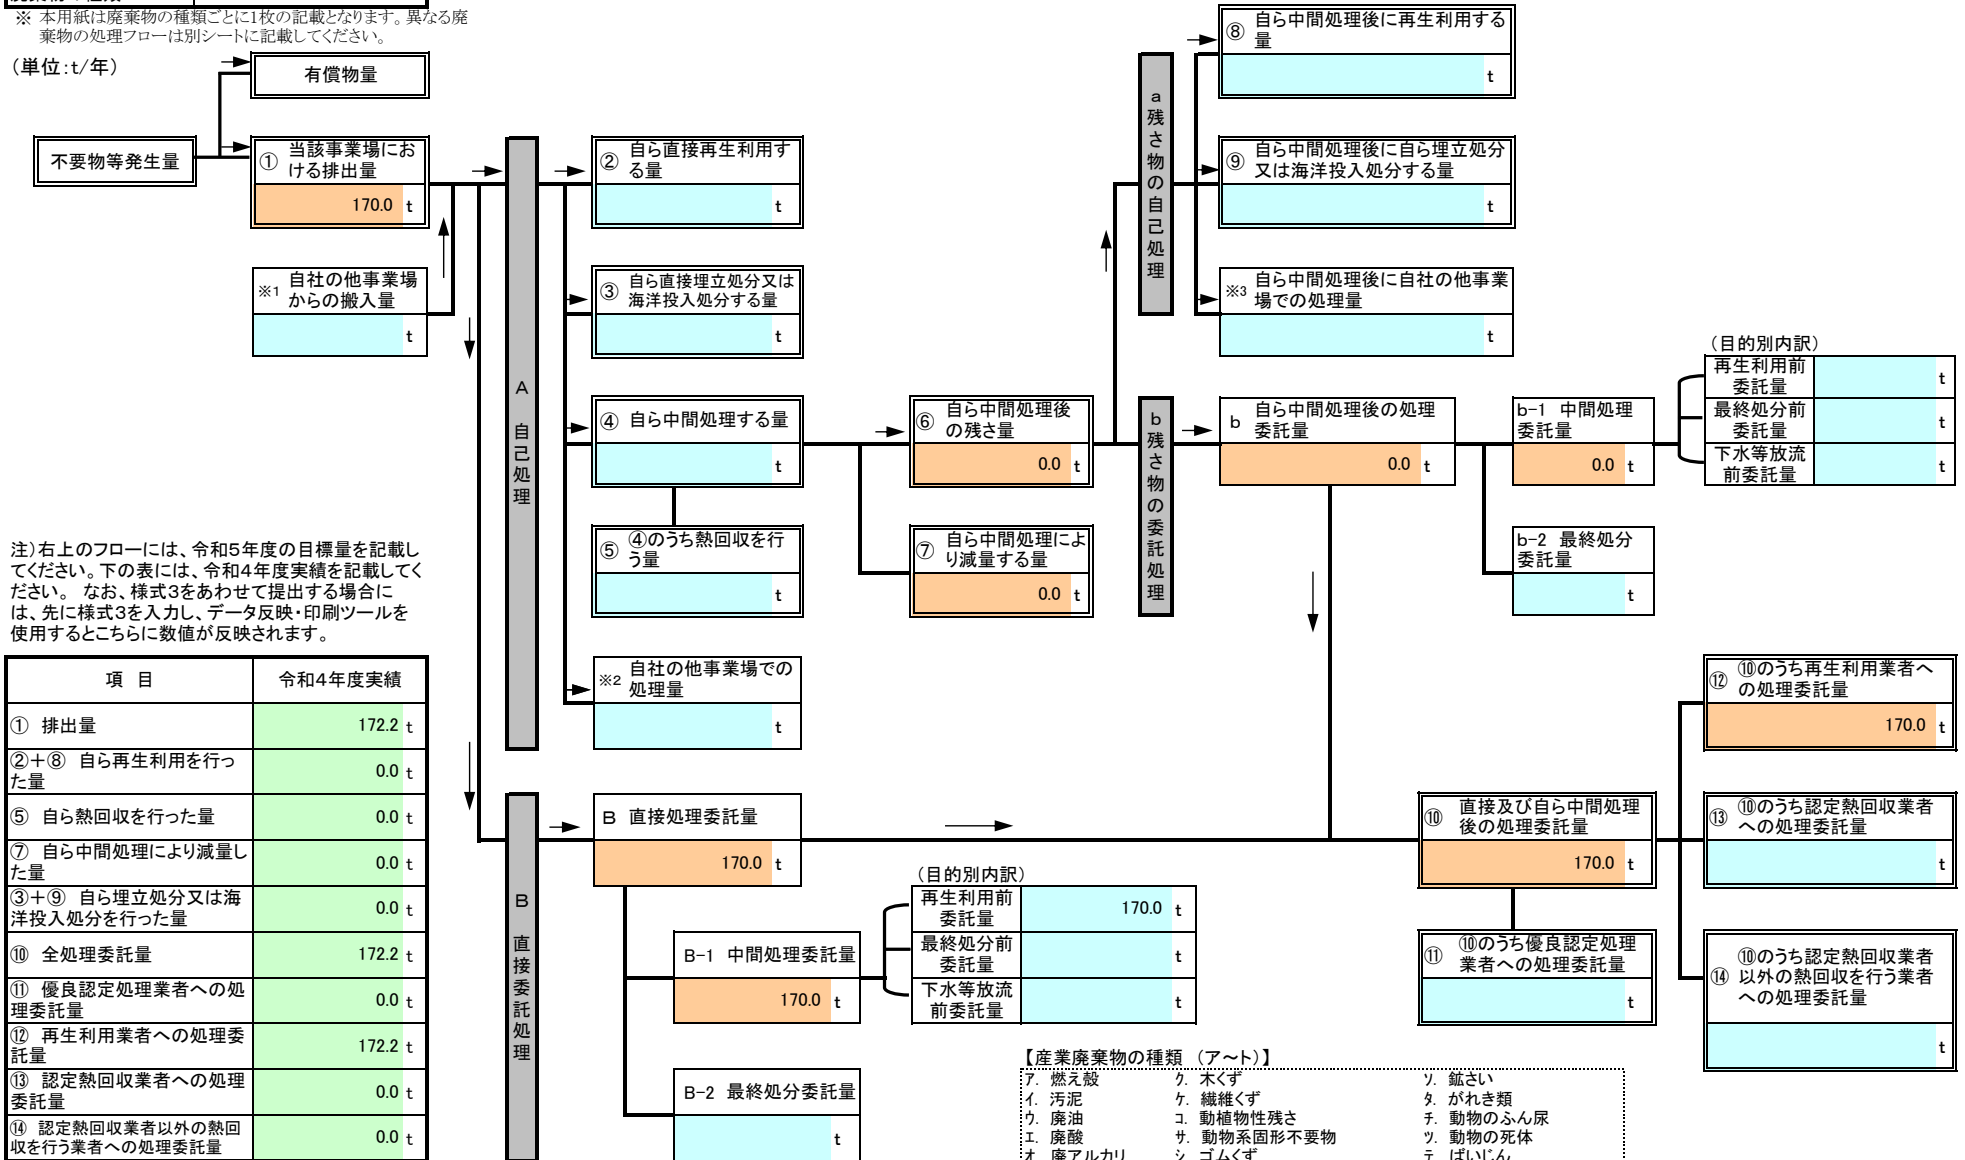 ※ 本用紙は廃棄物の種類ごとに1枚の記載となります。異なる廃
棄物の処理フローは別シートに記載してください。
(単位:t/年)
有償物量
不要物等発生量
① 当該事業場にお
ける排出量
170.0 t
※1 自社の他事業場
からの搬入量
t
A 自己処理
② 自ら直接再生利用す
る量
t
③ 自ら直接埋立処分又は
海洋投入処分する量
t
④ 自ら中間処理する量
t
⑤ ④のうち熱回収を行
う量
t
※2 自社の他事業場での
処理量
t
⑥ 自ら中間処理後
の残さ量
0.0 t
⑦ 自ら中間処理によ
り減量する量
0.0 t
a 残さ物の自己処理
⑧ 自ら中間処理後に再生利用する
量
t
⑨ 自ら中間処理後に自ら埋立処分
又は海洋投入処分する量
t
※3 自ら中間処理後に自社の他事業
場での処理量
t
b 残さ物の委託処理
b 自ら中間処理後の処理
委託量
0.0 t
b-1 中間処理
委託量
0.0 t
(目的別内訳)
再生利用前
委託量
t
最終処分前
委託量
t
下水等放流
前委託量
t
b-2 最終処分
委託量
t
注)右上のフローには、令和5年度の目標量を記載し
てください。下の表には、令和4年度実績を記載してく
ださい。 なお、様式3をあわせて提出する場合に
は、先に様式3を入力し、データ反映・印刷ツールを
使用するとこちらに数値が反映されます。
項 目 令和4年度実績
① 排出量 172.2 t
②+⑧ 自ら再生利用を行っ
た量 0.0 t
⑤ 自ら熱回収を行った量 0.0 t
⑦ 自ら中間処理により減量し
た量 0.0 t
③+⑨ 自ら埋立処分又は海
洋投入処分を行った量 0.0 t
⑩ 全処理委託量 172.2 t
⑪ 優良認定処理業者への処
理委託量 0.0 t
⑫ 再生利用業者への処理委
託量 172.2 t
⑬ 認定熱回収業者への処理
委託量 0.0 t
⑭ 認定熱回収業者以外の熱回
収を行う業者への処理委託量 0.0 t
B 直接委託処理
B 直接処理委託量
170.0 t
B-1 中間処理委託量
170.0 t
B-2 最終処分委託量
t
(目的別内訳)
再生利用前
委託量
170.0 t
最終処分前
委託量
t
下水等放流
前委託量
t
⑩ 直接及び自ら中間処理
後の処理委託量
170.0 t
⑪ ⑩のうち優良認定処理
業者への処理委託量
t
⑫ ⑩のうち再生利用業者へ
の処理委託量
170.0 t
⑬ ⑩のうち認定熱回収業者
への処理委託量
t
⑭ ⑩のうち認定熱回収業者
以外の熱回収を行う業者
への処理委託量
t
【産業廃棄物の種類 (ア~ト)】
ア. 燃え殻 ク. 木くず ソ. 鉱さい
イ. 汚泥 ケ. 繊維くず タ. がれき類
ウ. 廃油 コ. 動植物性残さ チ. 動物のふん尿
エ. 廃酸 サ. 動物系固形不要物 ツ. 動物の死体
オ. 廃アルカリ シ. ゴムくず テ. ばいじん